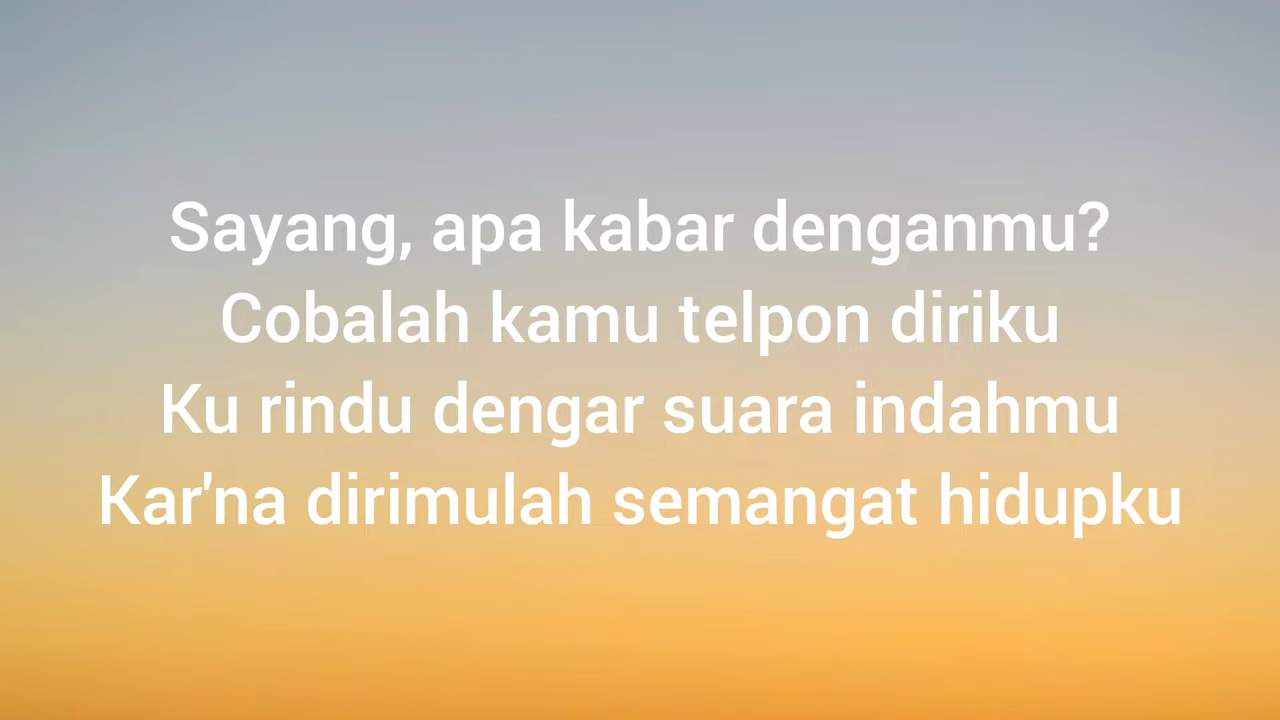 Sayang, apa kabar denganmu?
Cobalah kamu telpon diriku
Ku rindu dengar suara indahmu
Kar'na dirimulah semangat hidupku